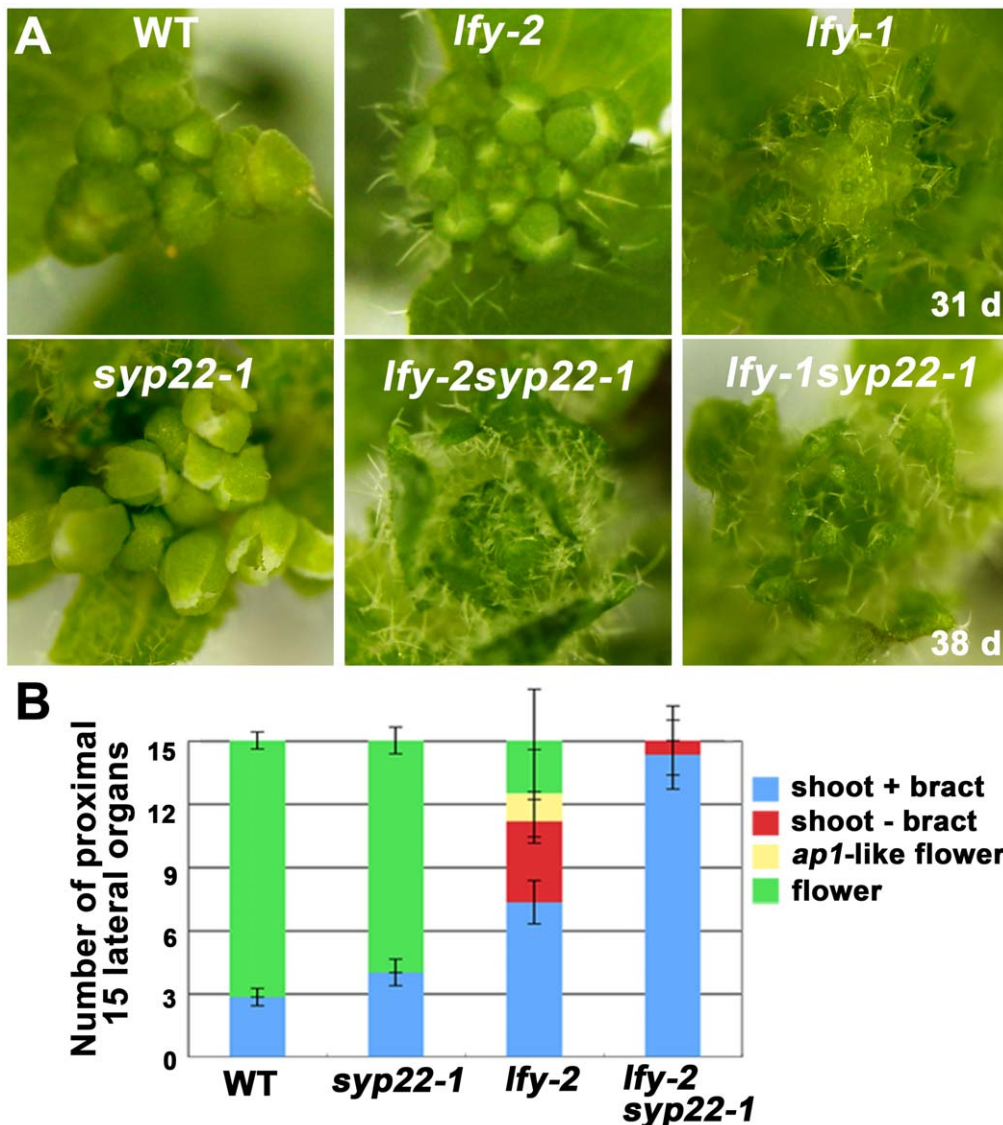 A
WT
lfy-2
lfy-1
31 d
syp22-1
lfy-2syp22-1
lfy-1syp22-1
38 d
B
Number of proximal
15 lateral organs
15
12
9
6
3
0
WT
syp22-1
lfy-2
lfy-2
syp22-1
shoot + bract
shoot - bract
ap1-like flower
flower